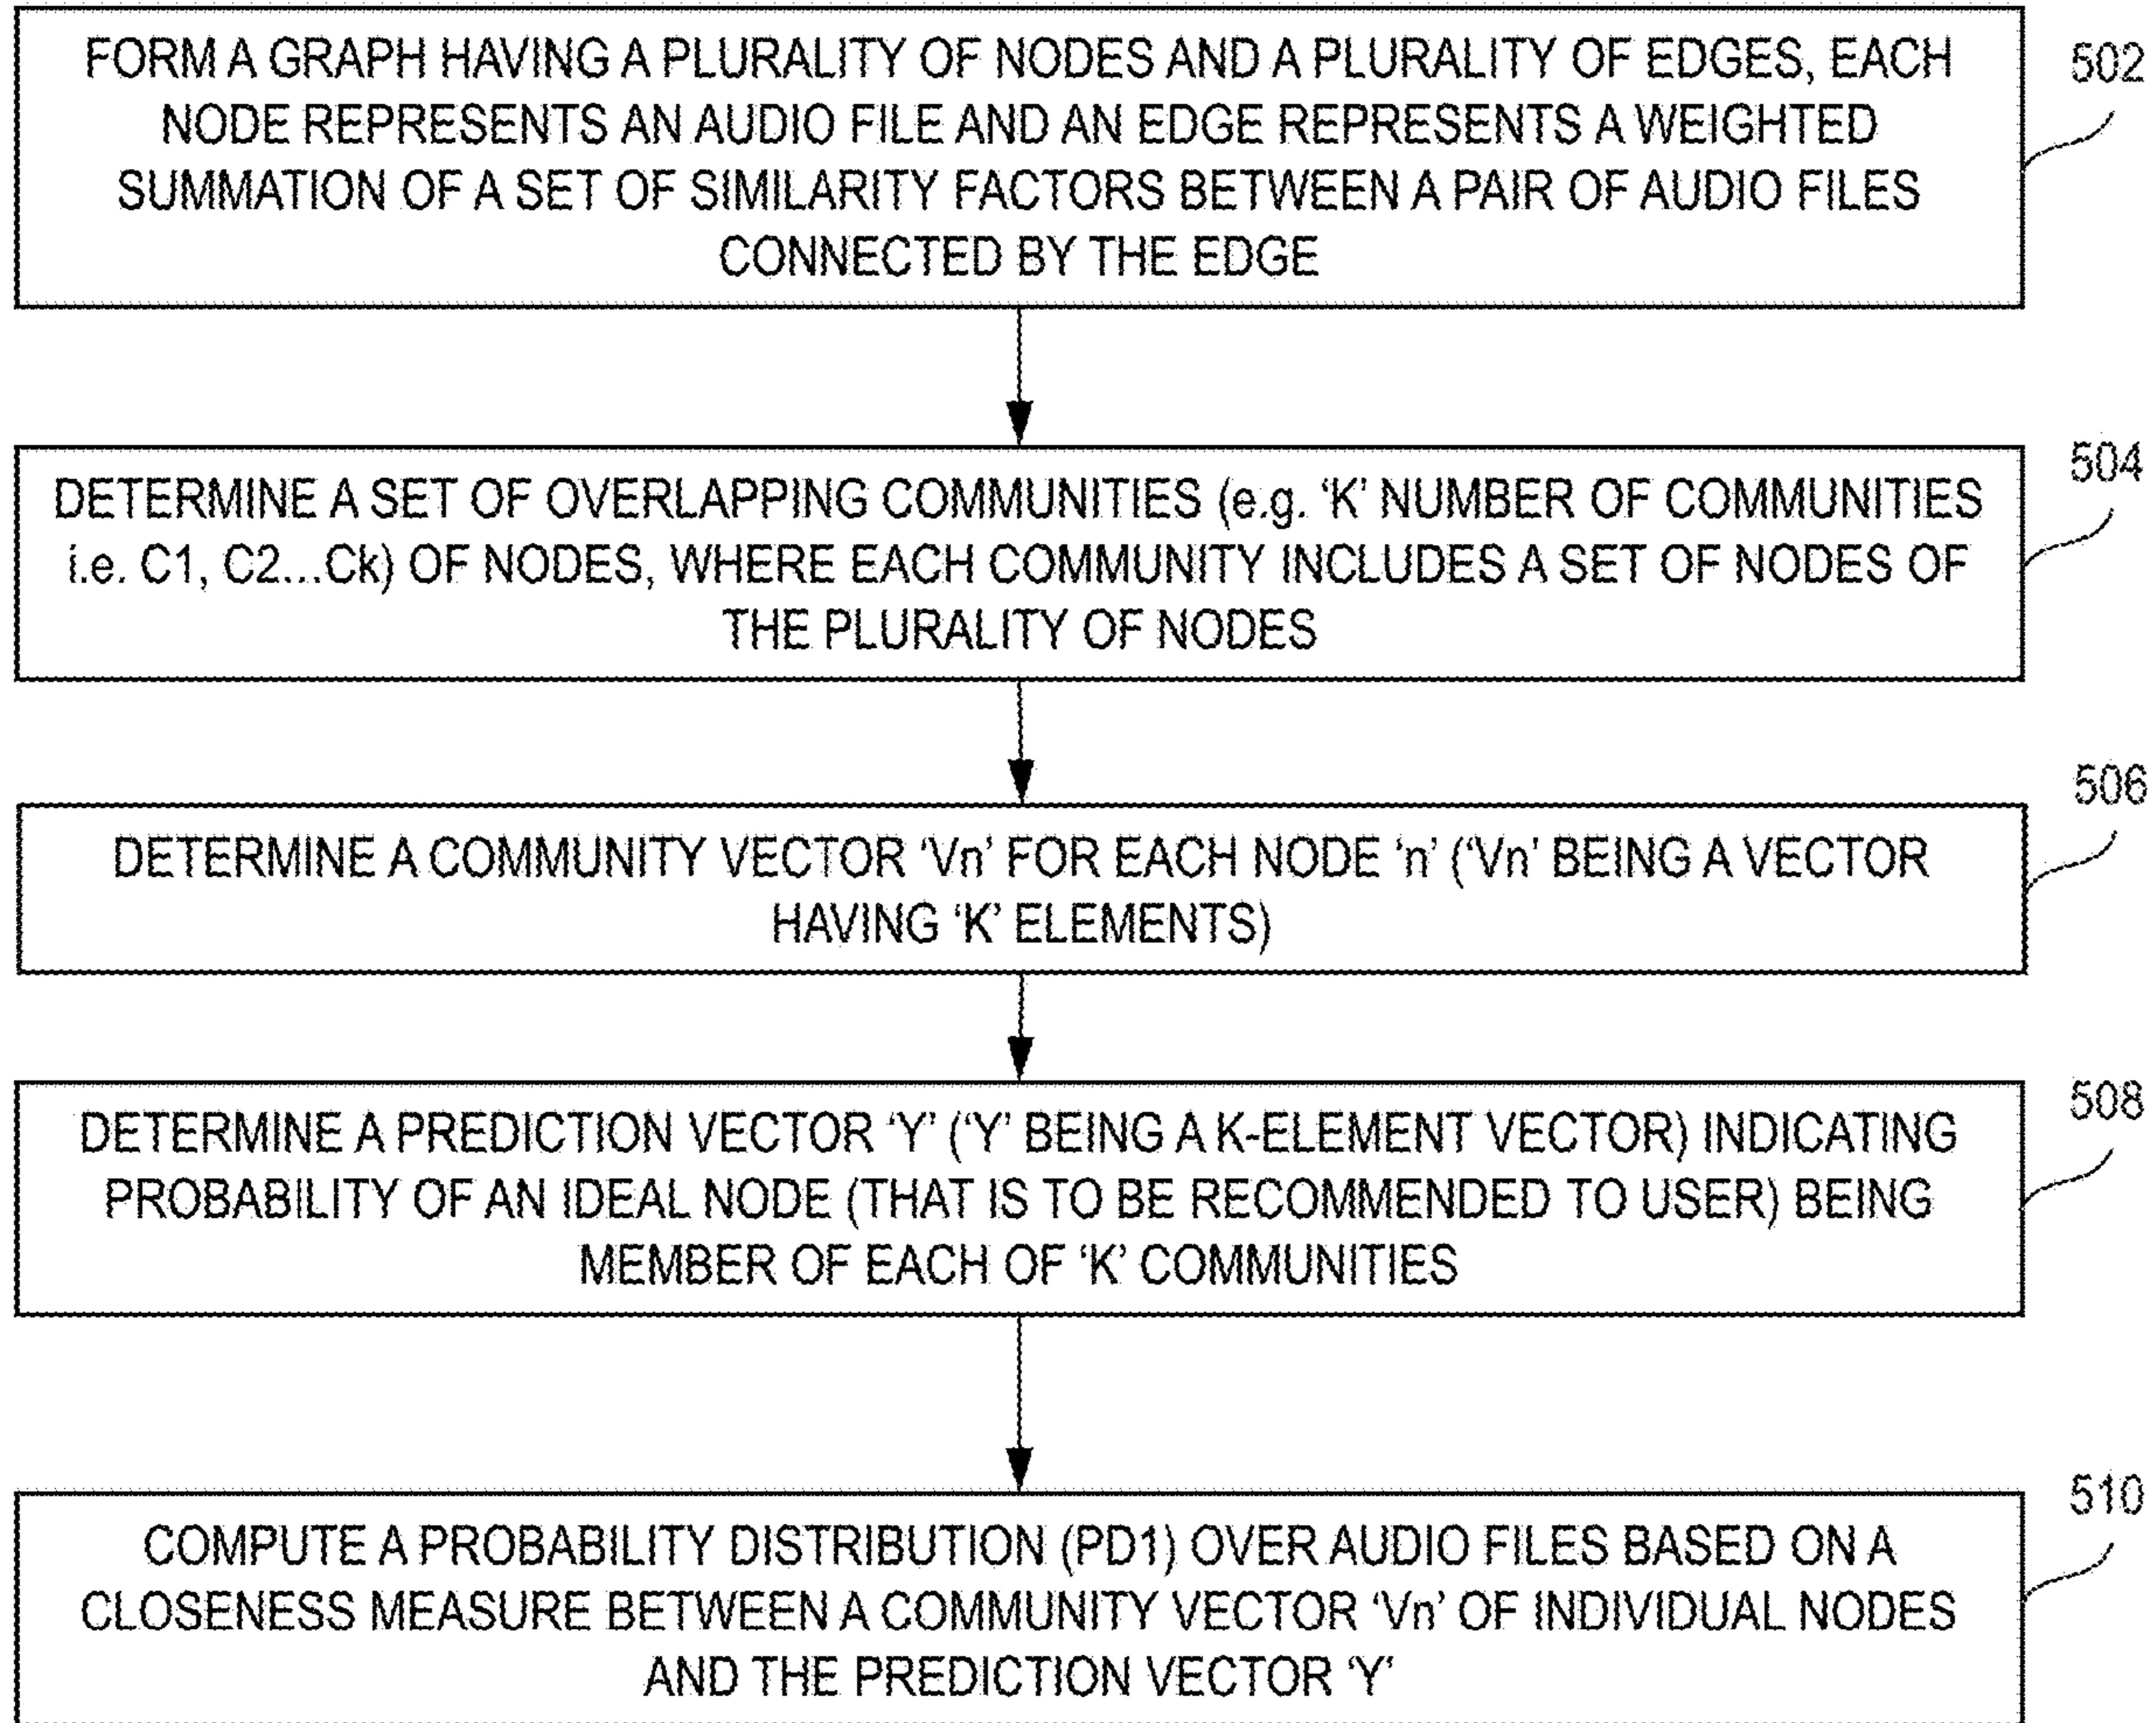 FORM A GRAPH HAVING A PLURALITY OF NODES AND A PLURALITY OF EDGES, EACH
NODE REPRESENTS AN AUDIO FILE AND AN EDGE REPRESENTS A WEIGHTED
SUMMATION OF A SET OF SIMILARITY FACTORS BETWEEN A PAIR OF AUDIO FILES
CONNECTED BY THE EDGE
502
DETERMINE A SET OF OVERLAPPING COMMUNITIES (e.g. ‘K’ NUMBER OF COMMUNITIES
i.e. C1, C2...Ck) OF NODES, WHERE EACH COMMUNITY INCLUDES A SET OF NODES OF
THE PLURALITY OF NODES
504
DETERMINE A COMMUNITY VECTOR ‘Vn’ FOR EACH NODE ‘n’ (‘Vn’ BEING A VECTOR
HAVING ‘K’ ELEMENTS)
506
DETERMINE A PREDICTION VECTOR ‘Y’ (‘Y’ BEING A K-ELEMENT VECTOR) INDICATING
PROBABILITY OF AN IDEAL NODE (THAT IS TO BE RECOMMENDED TO USER) BEING
MEMBER OF EACH OF ‘K’ COMMUNITIES
508
COMPUTE A PROBABILITY DISTRIBUTION (PD1) OVER AUDIO FILES BASED ON A
CLOSENESS MEASURE BETWEEN A COMMUNITY VECTOR ‘Vn’ OF INDIVIDUAL NODES
AND THE PREDICTION VECTOR ‘Y’
510